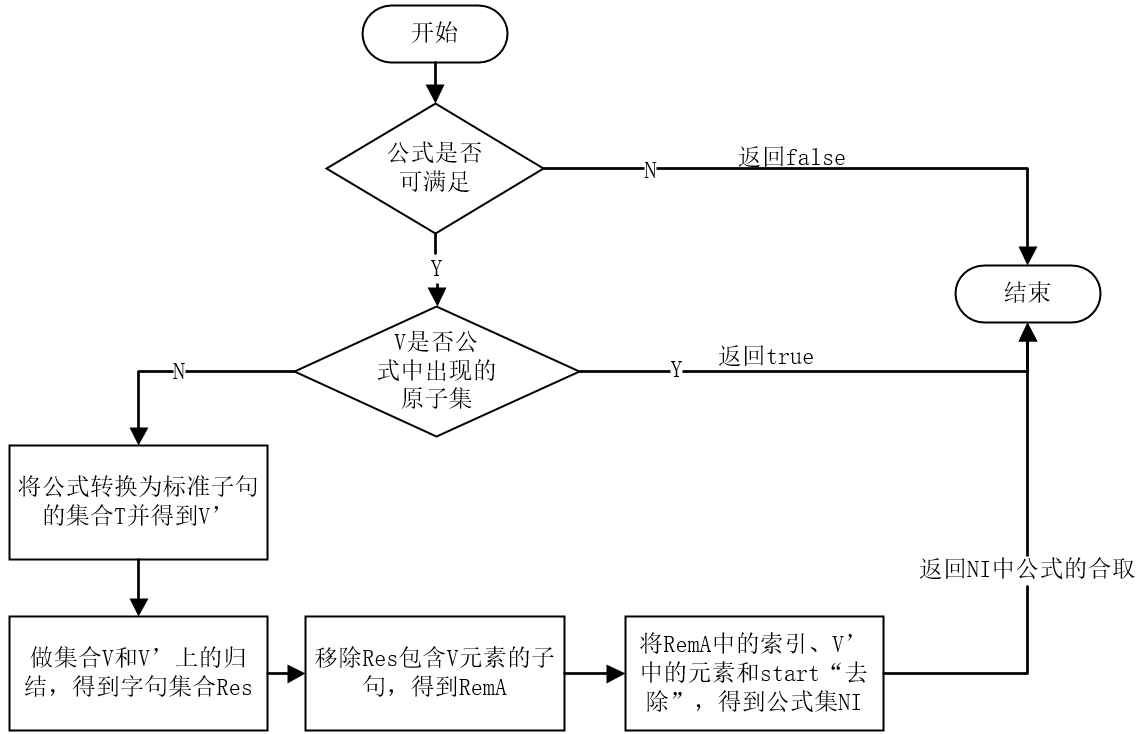 开始
公式是否
可满足
N
返回false
Y
结束
V是否公
式中出现的
原子集
N
Y
返回true
将公式转换为标准子句
的集合T并得到V’
返回NI中公式的合取
做集合V和V’上的归
结，得到字句集合Res
移除Res包含V元素的子
句，得到RemA
将RemA中的索引、V’
中的元素和start“去
除”，得到公式集NI